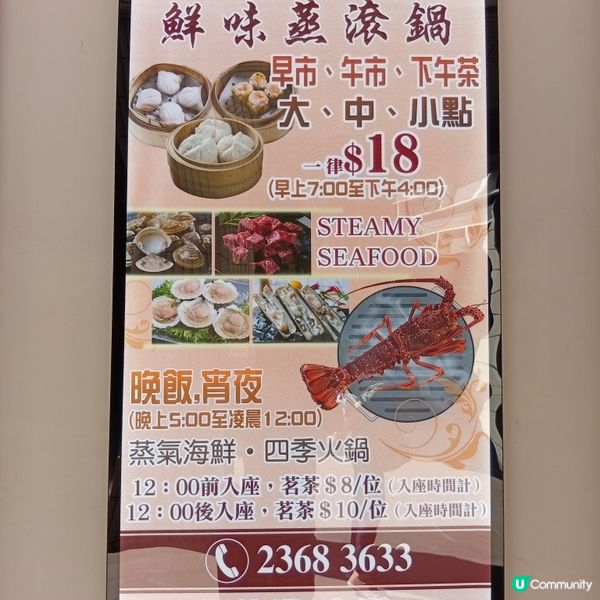 鮮味蒸滾鍋
早市、午市、下午茶
大、中、小點
一律$18
(早上7:00至下午4:00)
STEAMY
SEAFOOD
晚飯.宵夜
(晚上5:00至凌晨12:00)
蒸氣海鮮·四季火鍋
12：00前入座，茗茶$8/位(入座時間計)
12：00後入座，茗茶$10/位(入座時間計)
2368 3633
U Community